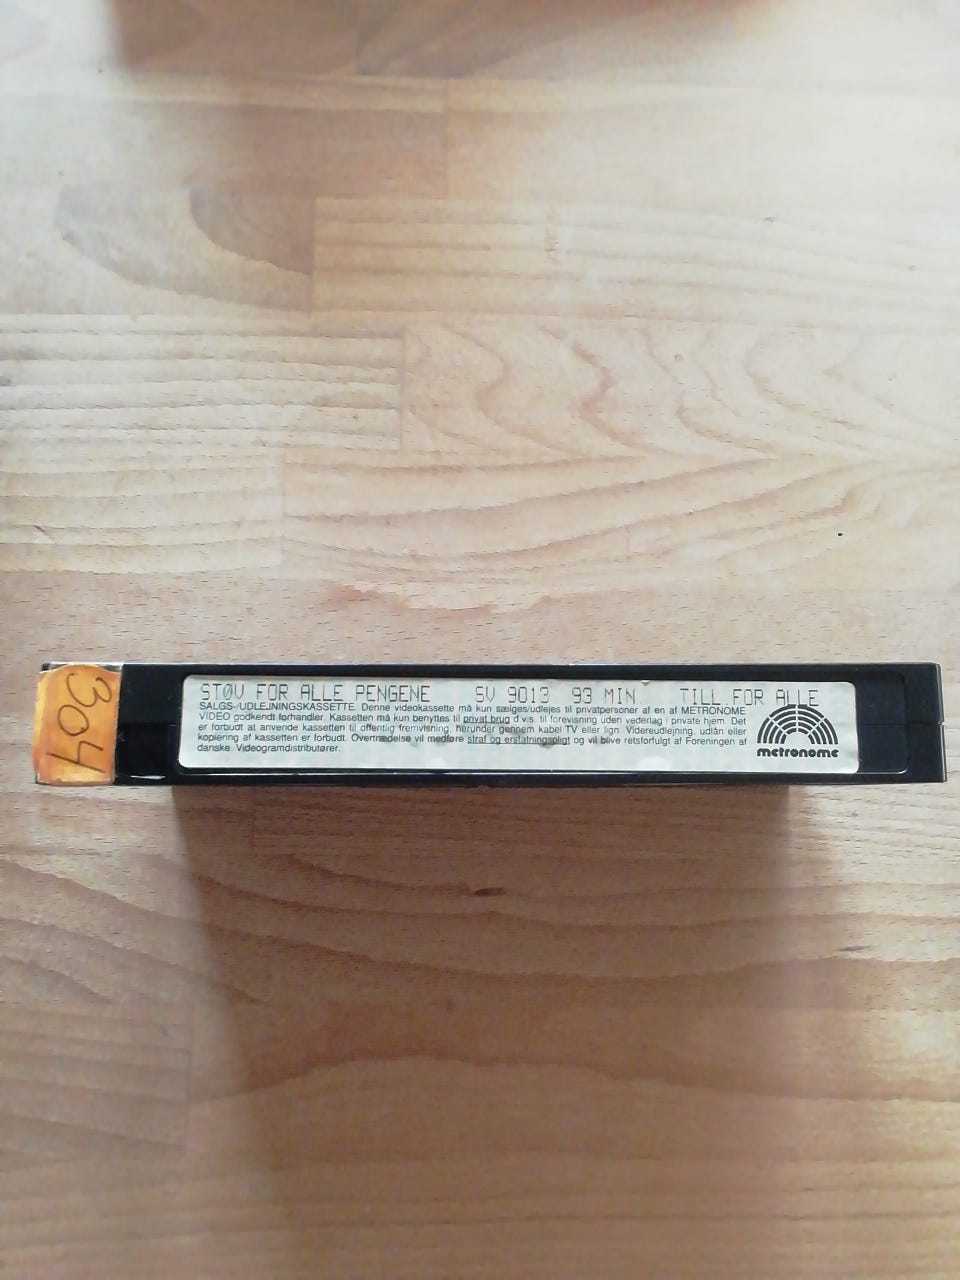 304
STØV FOR ALLE PENGENE SV 9013 93 MIN. TILL.FOR ALLE
SALGS-/UDLEJNINGSKASSETTE. Denne videokassette må kun sælges/udlejes til privatpersoner af en af METRONOME
VIDEO godkendt forhandler. Kassetten må kun benyttes til privat brug d.v.s. til forevisning uden vederlag i private hjem. Det
er forbudt at anvende kassetten til offentlig fremvisning, herunder gennem kabel TV eller lign. Videreudlejning, udlån eller
kopiering af kassetten er forbudt. Overtrædelse vil medføre straf og erstatningspligt og vil blive retsforfulgt af Foreningen af
danske Videogramdistributører.
metronome